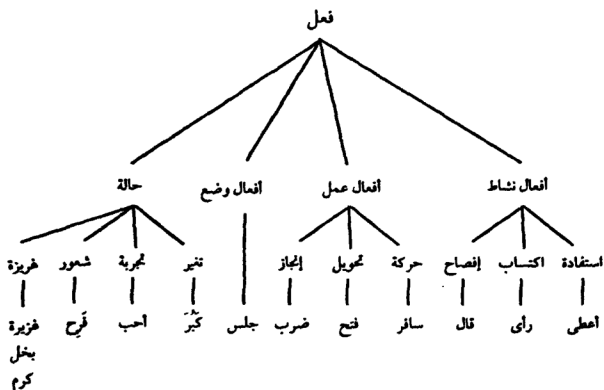 فعل
أفعال نشاط أفعال عمل أفعال وضع حالة
استفادة اكتساب إفصاح حركة تحويل إنجاز تغير تجربة شعور غريزة
أعطى رأى قال سافر فتح ضرب جلس كَبُرَ أحب فَرِح غزيرة
بخل
كرم